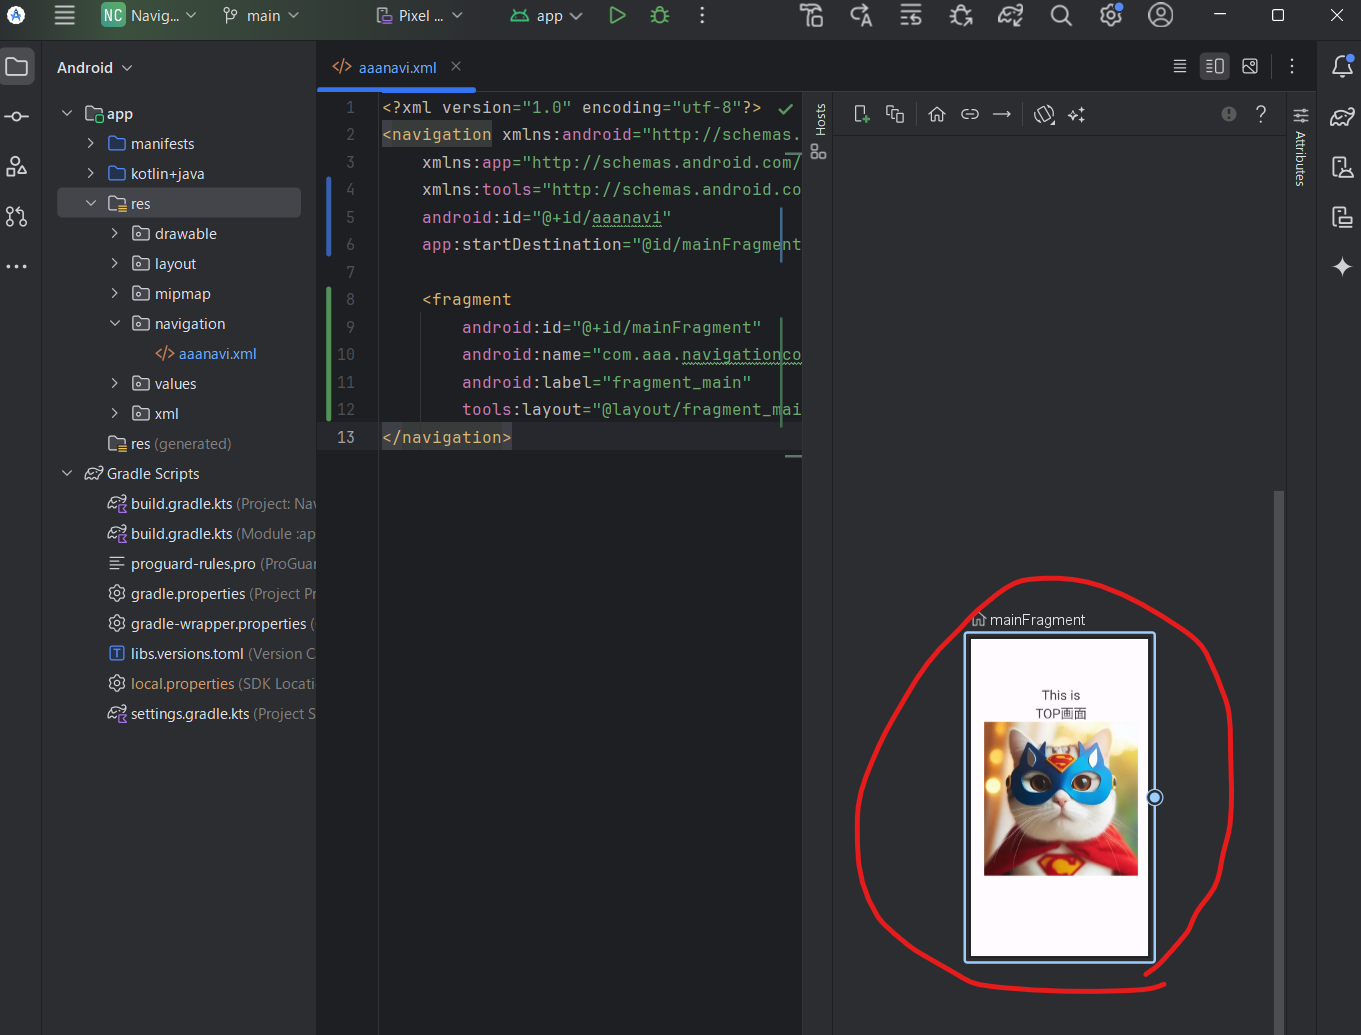 NC Navig...
main
Pixel ...
app
Android
aaanavi.xml
app
manifests
kotlin+java
res
drawable
layout
mipmap
navigation
aaanavi.xml
values
xml
res (generated)
Gradle Scripts
build.gradle.kts (Project: Nav
build.gradle.kts (Module :ap
proguard-rules.pro (ProGuar
gradle.properties (Project Pr
gradle-wrapper.properties (
libs.versions.toml (Version C
local.properties (SDK Locati
settings.gradle.kts (Project S
1 <?xml version="1.0" encoding="utf-8"?>
2 <navigation xmlns:android="http://schemas.
3 xmlns:app="http://schemas.android.com/
4 xmlns:tools="http://schemas.android.co
5 android:id="@+id/aaanavi"
6 app:startDestination="@id/mainFragment
7
8 <fragment
9 android:id="@+id/mainFragment"
10 android:name="com.aaa.navigationco
11 android:label="fragment_main"
12 tools:layout="@layout/fragment_mai
13 </navigation>
Hosts
Attributes
mainFragment
This is
TOP画面